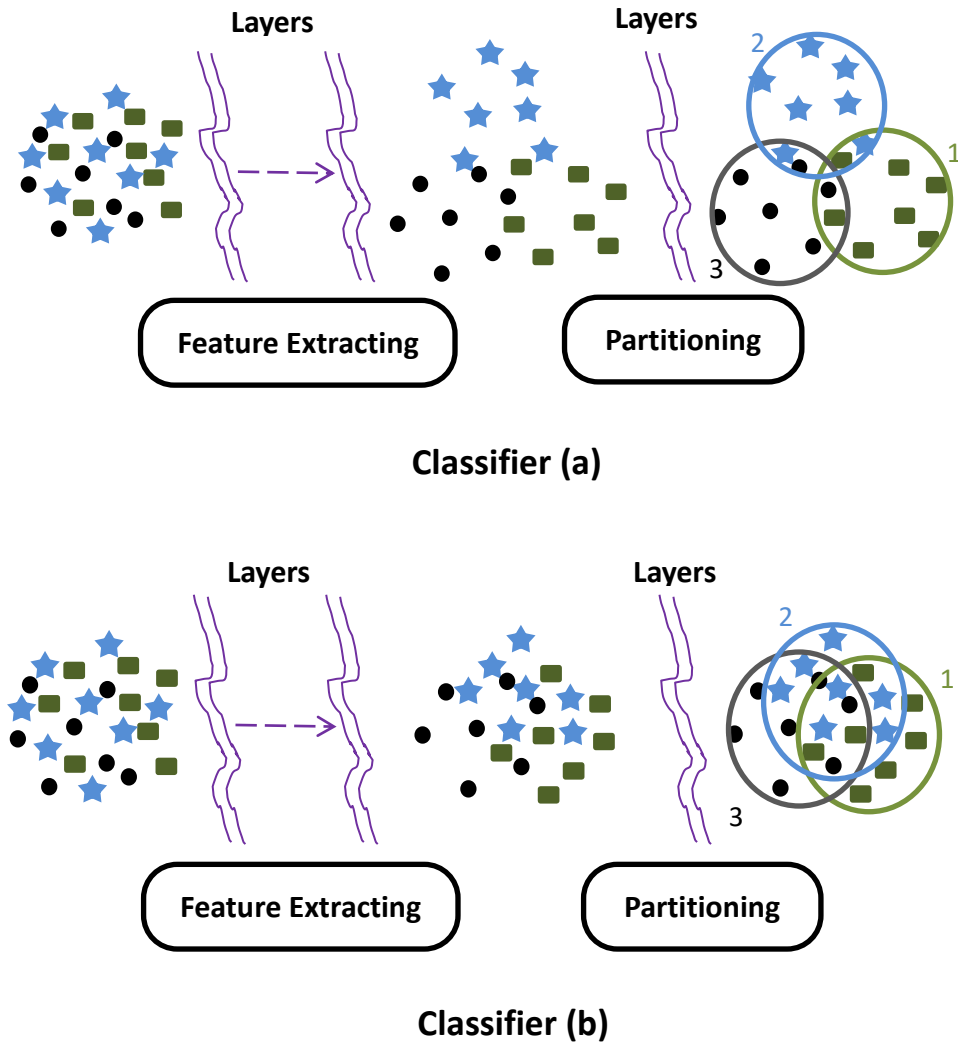 Layers
Layers
2
1
3
Feature Extracting
Partitioning
Classifier (a)
Layers
Layers
2
1
3
Feature Extracting
Partitioning
Classifier (b)